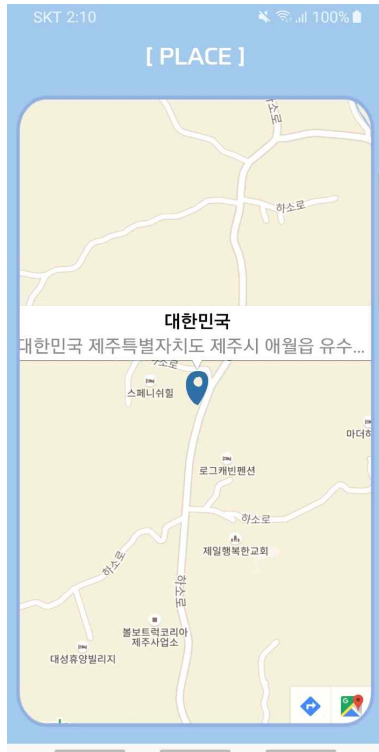 SKT 2:10
100%
[ PLACE ]
하소로
하소로
대한민국
대한민국 제주특별자치도 제주시 애월읍 유수...
스페니쉬힐
마더하
로그캐빈펜션
하소로
제일행복한교회
하소로
하소로
볼보트럭코리아
제주사업소
대성휴양빌리지